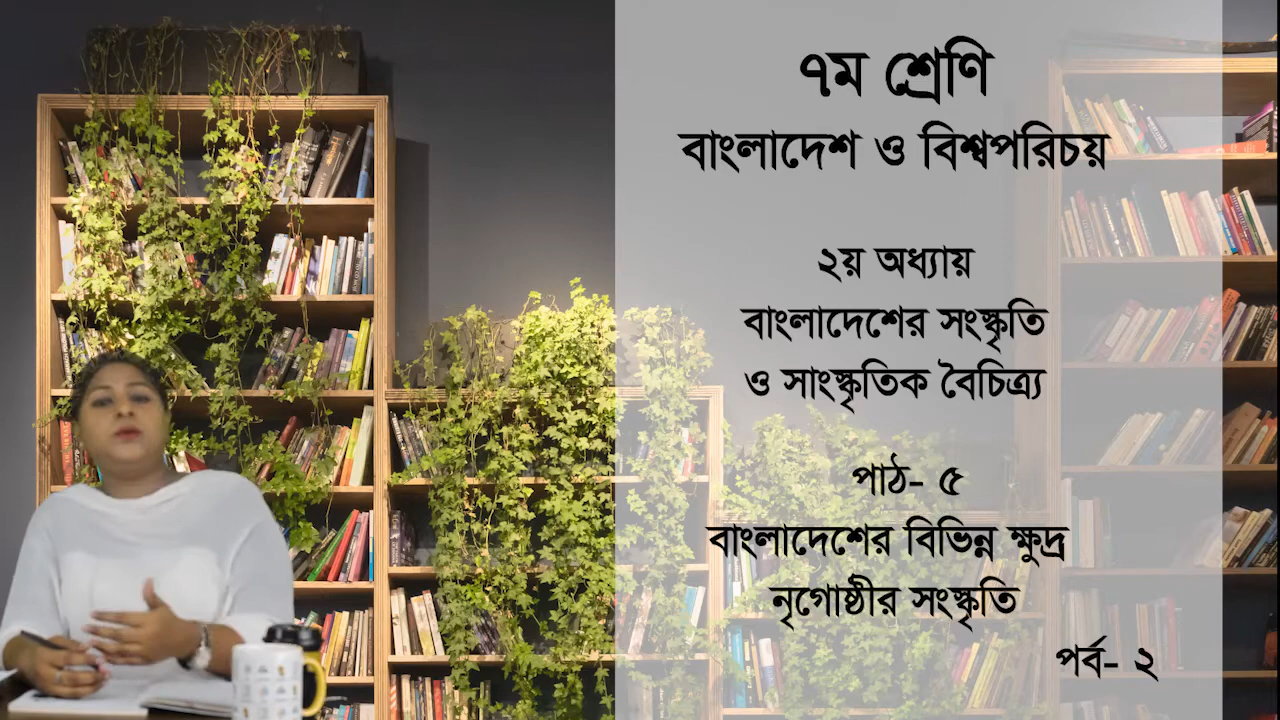 ৭ম শ্রেণি
বাংলাদেশ ও বিশ্বপরিচয়
২য় অধ্যায়
বাংলাদেশের সংস্কৃতি
ও সাংস্কৃতিক বৈচিত্র্য
পাঠ- ৫
বাংলাদেশের বিভিন্ন ক্ষুদ্র
নৃগোষ্ঠীর সংস্কৃতি
পর্ব- ২